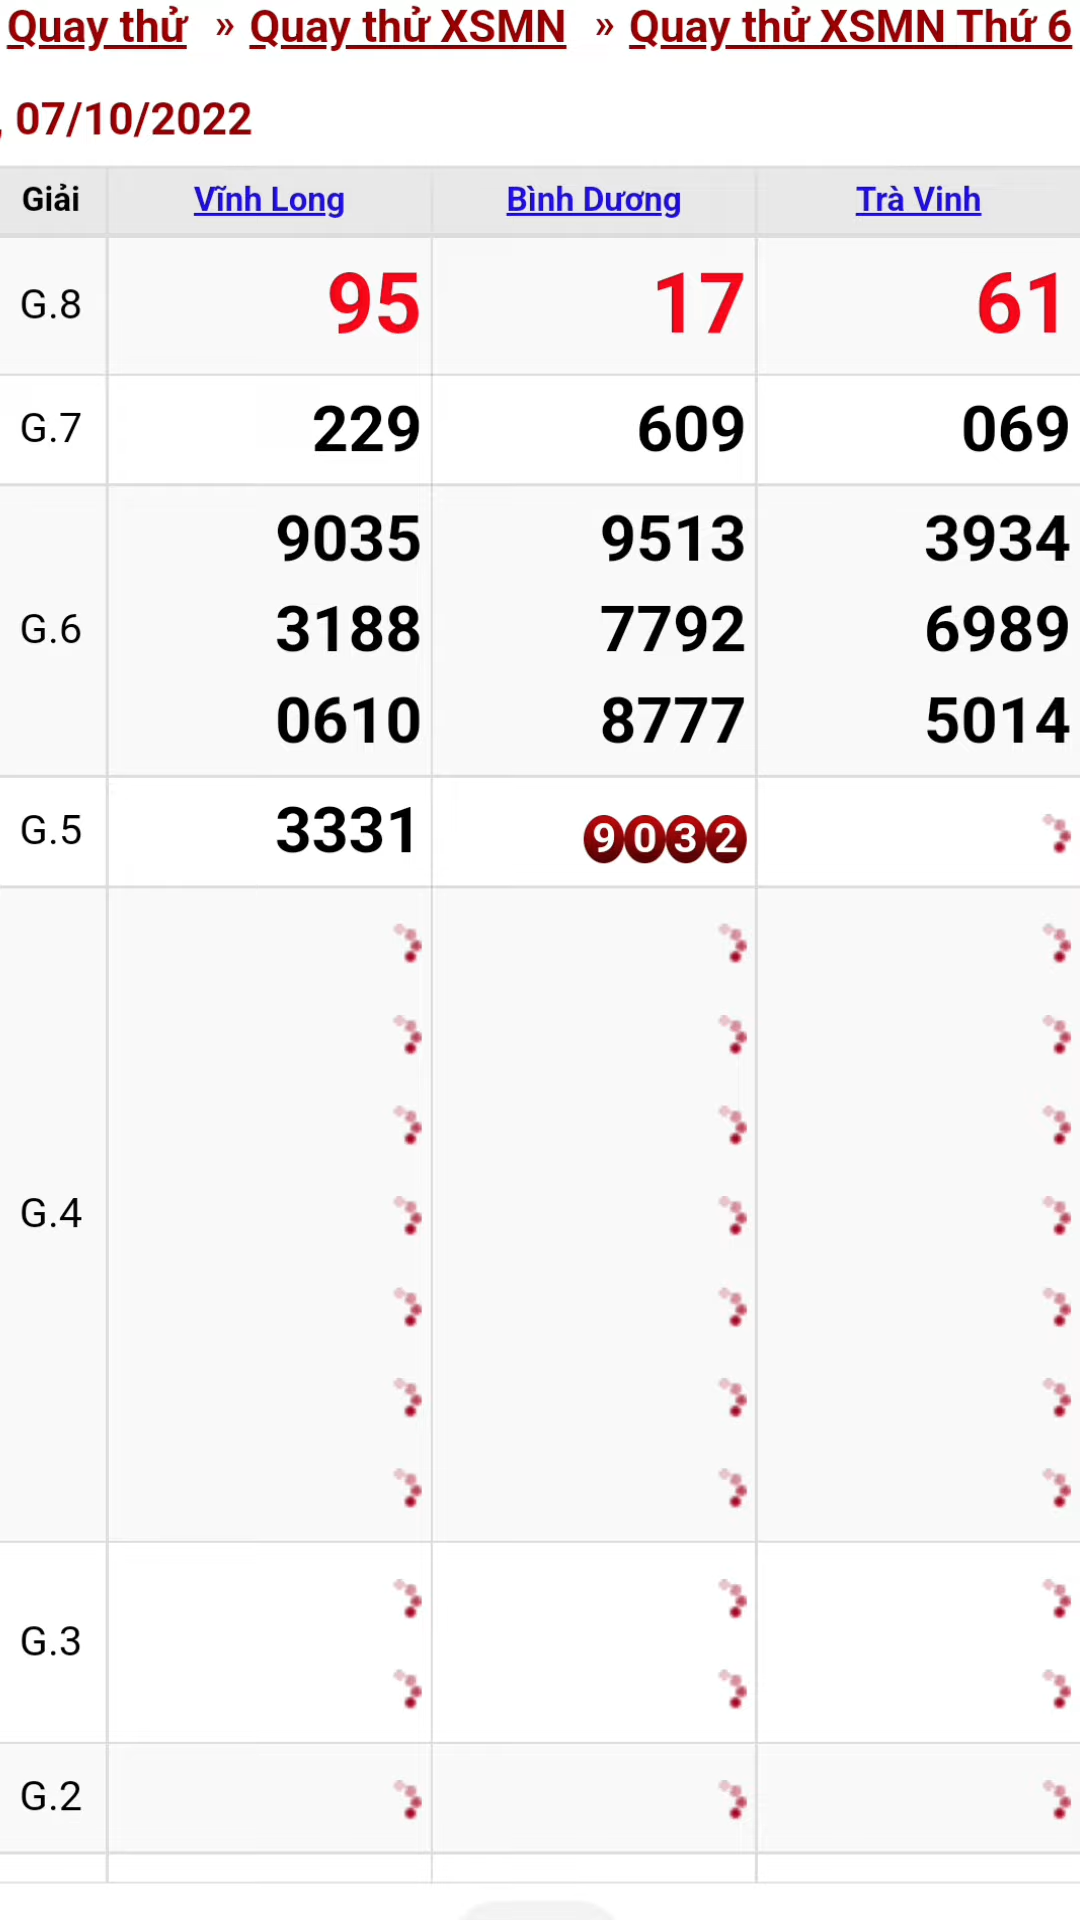 Quay thử » Quay thử XSMN » Quay thử XSMN Thứ 6
, 07/10/2022
Giải Vĩnh Long Bình Dương Trà Vinh
G.8 95 17 61
G.7 229 609 069
G.6 9035 9513 3934
3188 7792 6989
0610 8777 5014
G.5 3331 9032
G.4
G.3
G.2